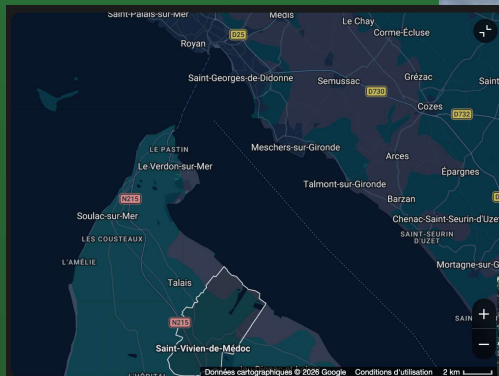 Saint-Palais-sur-Mer
Médis
Le Chay
Corme-Écluse
D25
Royan
Saint-Georges-de-Didonne
Semussac
Grézac
Saint
D730
Cozes
D732
LE PASTIN
Meschers-sur-Gironde
Arces
Le Verdon-sur-Mer
Épargnes
Talmont-sur-Gironde
N215
Barzan
D
Soulac-sur-Mer
Chenac-Saint-Seurin-d'Uzet
LES COUSTEAUX
SAINT-SEURIN
D'UZET
L'AMÉLIE
Mortagne-sur-G
Talais
N215
SAIN
Saint-Vivien-de-Médoc
L'HÔPITAL
Données cartographiques © 2026 Google
Conditions d'utilisation
2 km